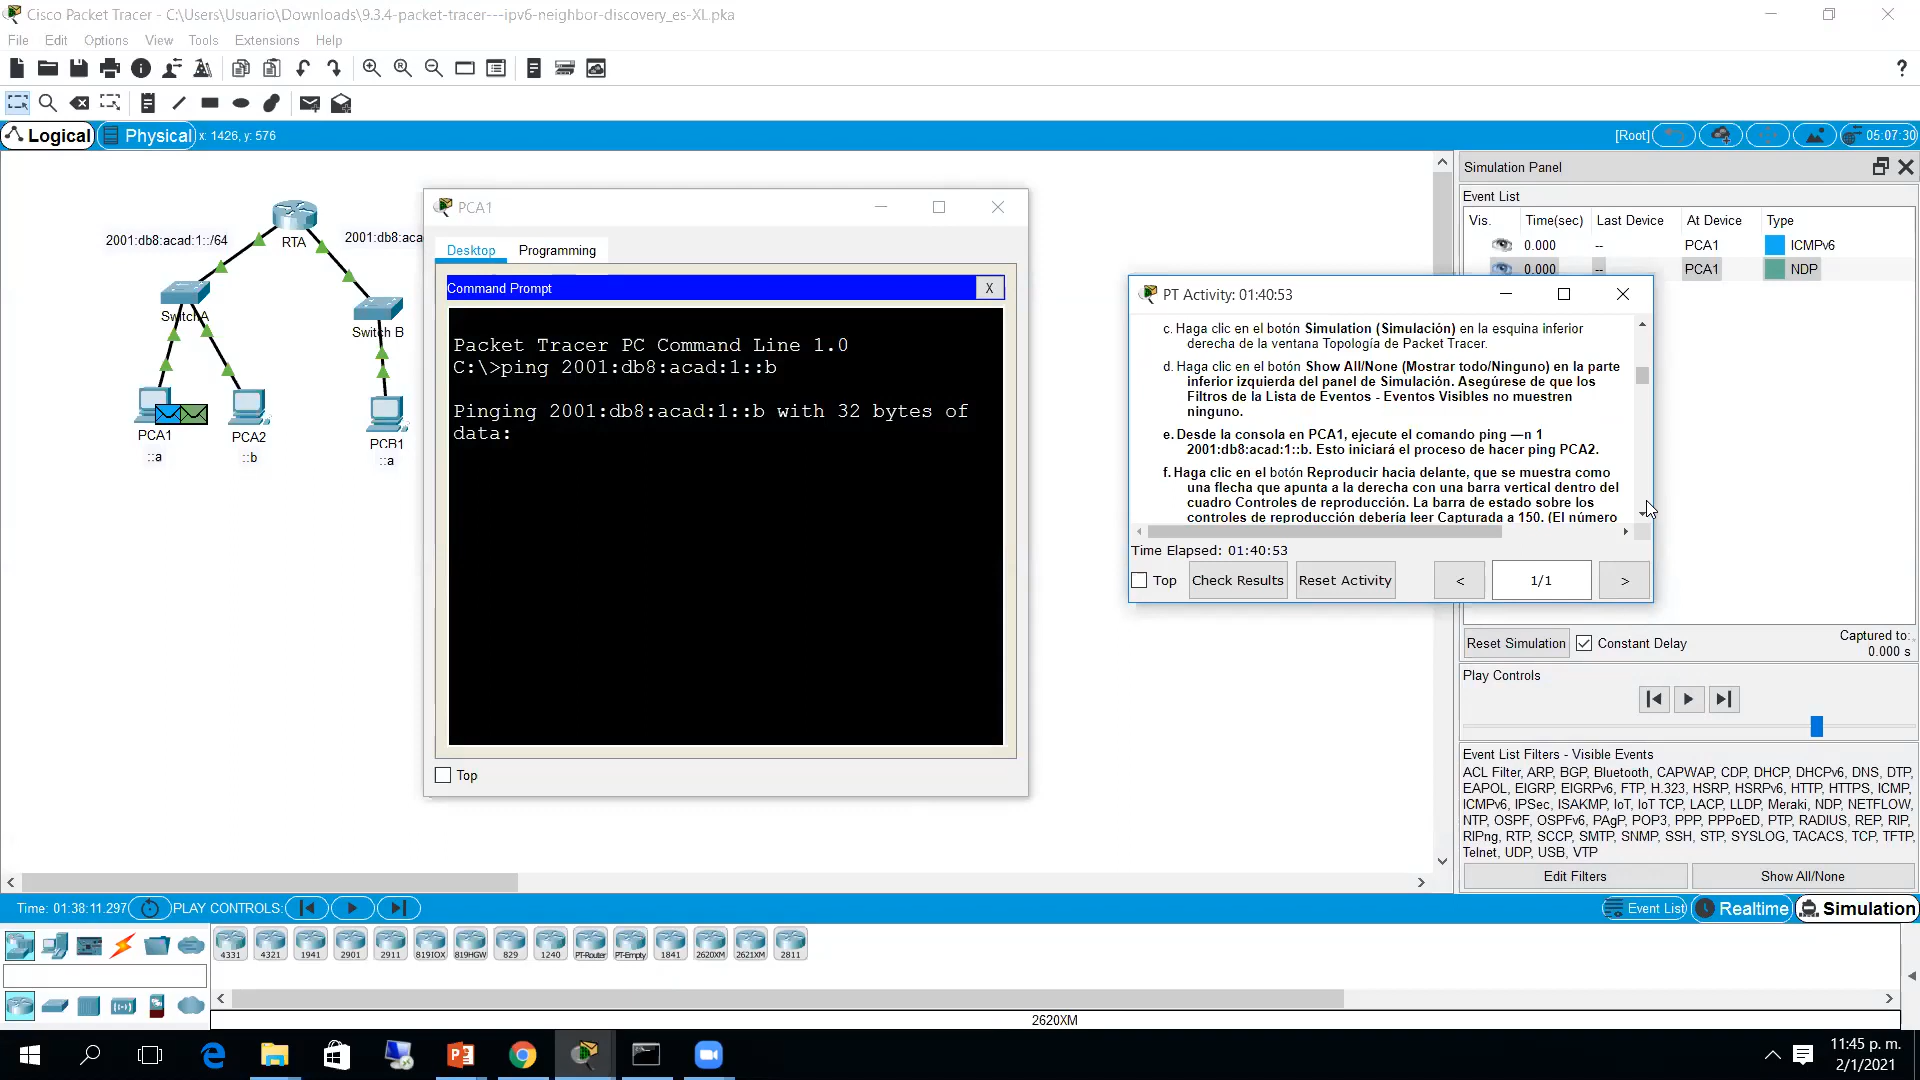 Cisco Packet Tracer - C:\Users\Usuario\Downloads\9.3.4-packet-tracer---ipv6-neighbor-discovery_es-XL.pka
File Edit Options View Tools Extensions Help
Logical Physical x: 1426, y: 576
[Root] 05:07:30
Simulation Panel
Event List
Vis. Time(sec) Last Device At Device Type
0.000 -- PCA1 ICMPv6
0.000 -- PCA1 NDP
2001:db8:acad:1::/64
RTA
2001:db8:aca
SwitchA
Switch B
PCA1
::a
PCA2
::b
PCB1
::a
PCA1
Desktop Programming
Command Prompt X
Packet Tracer PC Command Line 1.0
C:\>ping 2001:db8:acad:1::b
Pinging 2001:db8:acad:1::b with 32 bytes of
data:
Top
PT Activity: 01:40:53
c. Haga clic en el botón Simulation (Simulación) en la esquina inferior
derecha de la ventana Topología de Packet Tracer.
d. Haga clic en el botón Show All/None (Mostrar todo/Ninguno) en la parte
inferior izquierda del panel de Simulación. Asegúrese de que los
Filtros de la Lista de Eventos - Eventos Visibles no muestren
ninguno.
e. Desde la consola en PCA1, ejecute el comando ping —n 1
2001:db8:acad:1::b. Esto iniciará el proceso de hacer ping PCA2.
f. Haga clic en el botón Reproducir hacia delante, que se muestra como
una flecha que apunta a la derecha con una barra vertical dentro del
cuadro Controles de reproducción. La barra de estado sobre los
controles de reproducción debería leer Capturada a 150. (El número
Time Elapsed: 01:40:53
Top Check Results Reset Activity < 1/1 >
Reset Simulation Constant Delay Captured to:
0.000 s
Play Controls
Event List Filters - Visible Events
ACL Filter, ARP, BGP, Bluetooth, CAPWAP, CDP, DHCP, DHCPv6, DNS, DTP,
EAPOL, EIGRP, EIGRPv6, FTP, H.323, HSRP, HSRPv6, HTTP, HTTPS, ICMP,
ICMPv6, IPSec, ISAKMP, IoT, IoT TCP, LACP, LLDP, Meraki, NDP, NETFLOW,
NTP, OSPF, OSPFv6, PAgP, POP3, PPP, PPPoED, PTP, RADIUS, REP, RIP,
RIPng, RTP, SCCP, SMTP, SNMP, SSH, STP, SYSLOG, TACACS, TCP, TFTP,
Telnet, UDP, USB, VTP
Edit Filters Show All/None
Time: 01:38:11.297 PLAY CONTROLS: Event List Realtime Simulation
4331 4321 1941 2901 2911 819IOX 819HGW 829 1240 PT-Router PT-Empty 1841 2620XM 2621XM 2811
2620XM
11:45 p. m.
2/1/2021